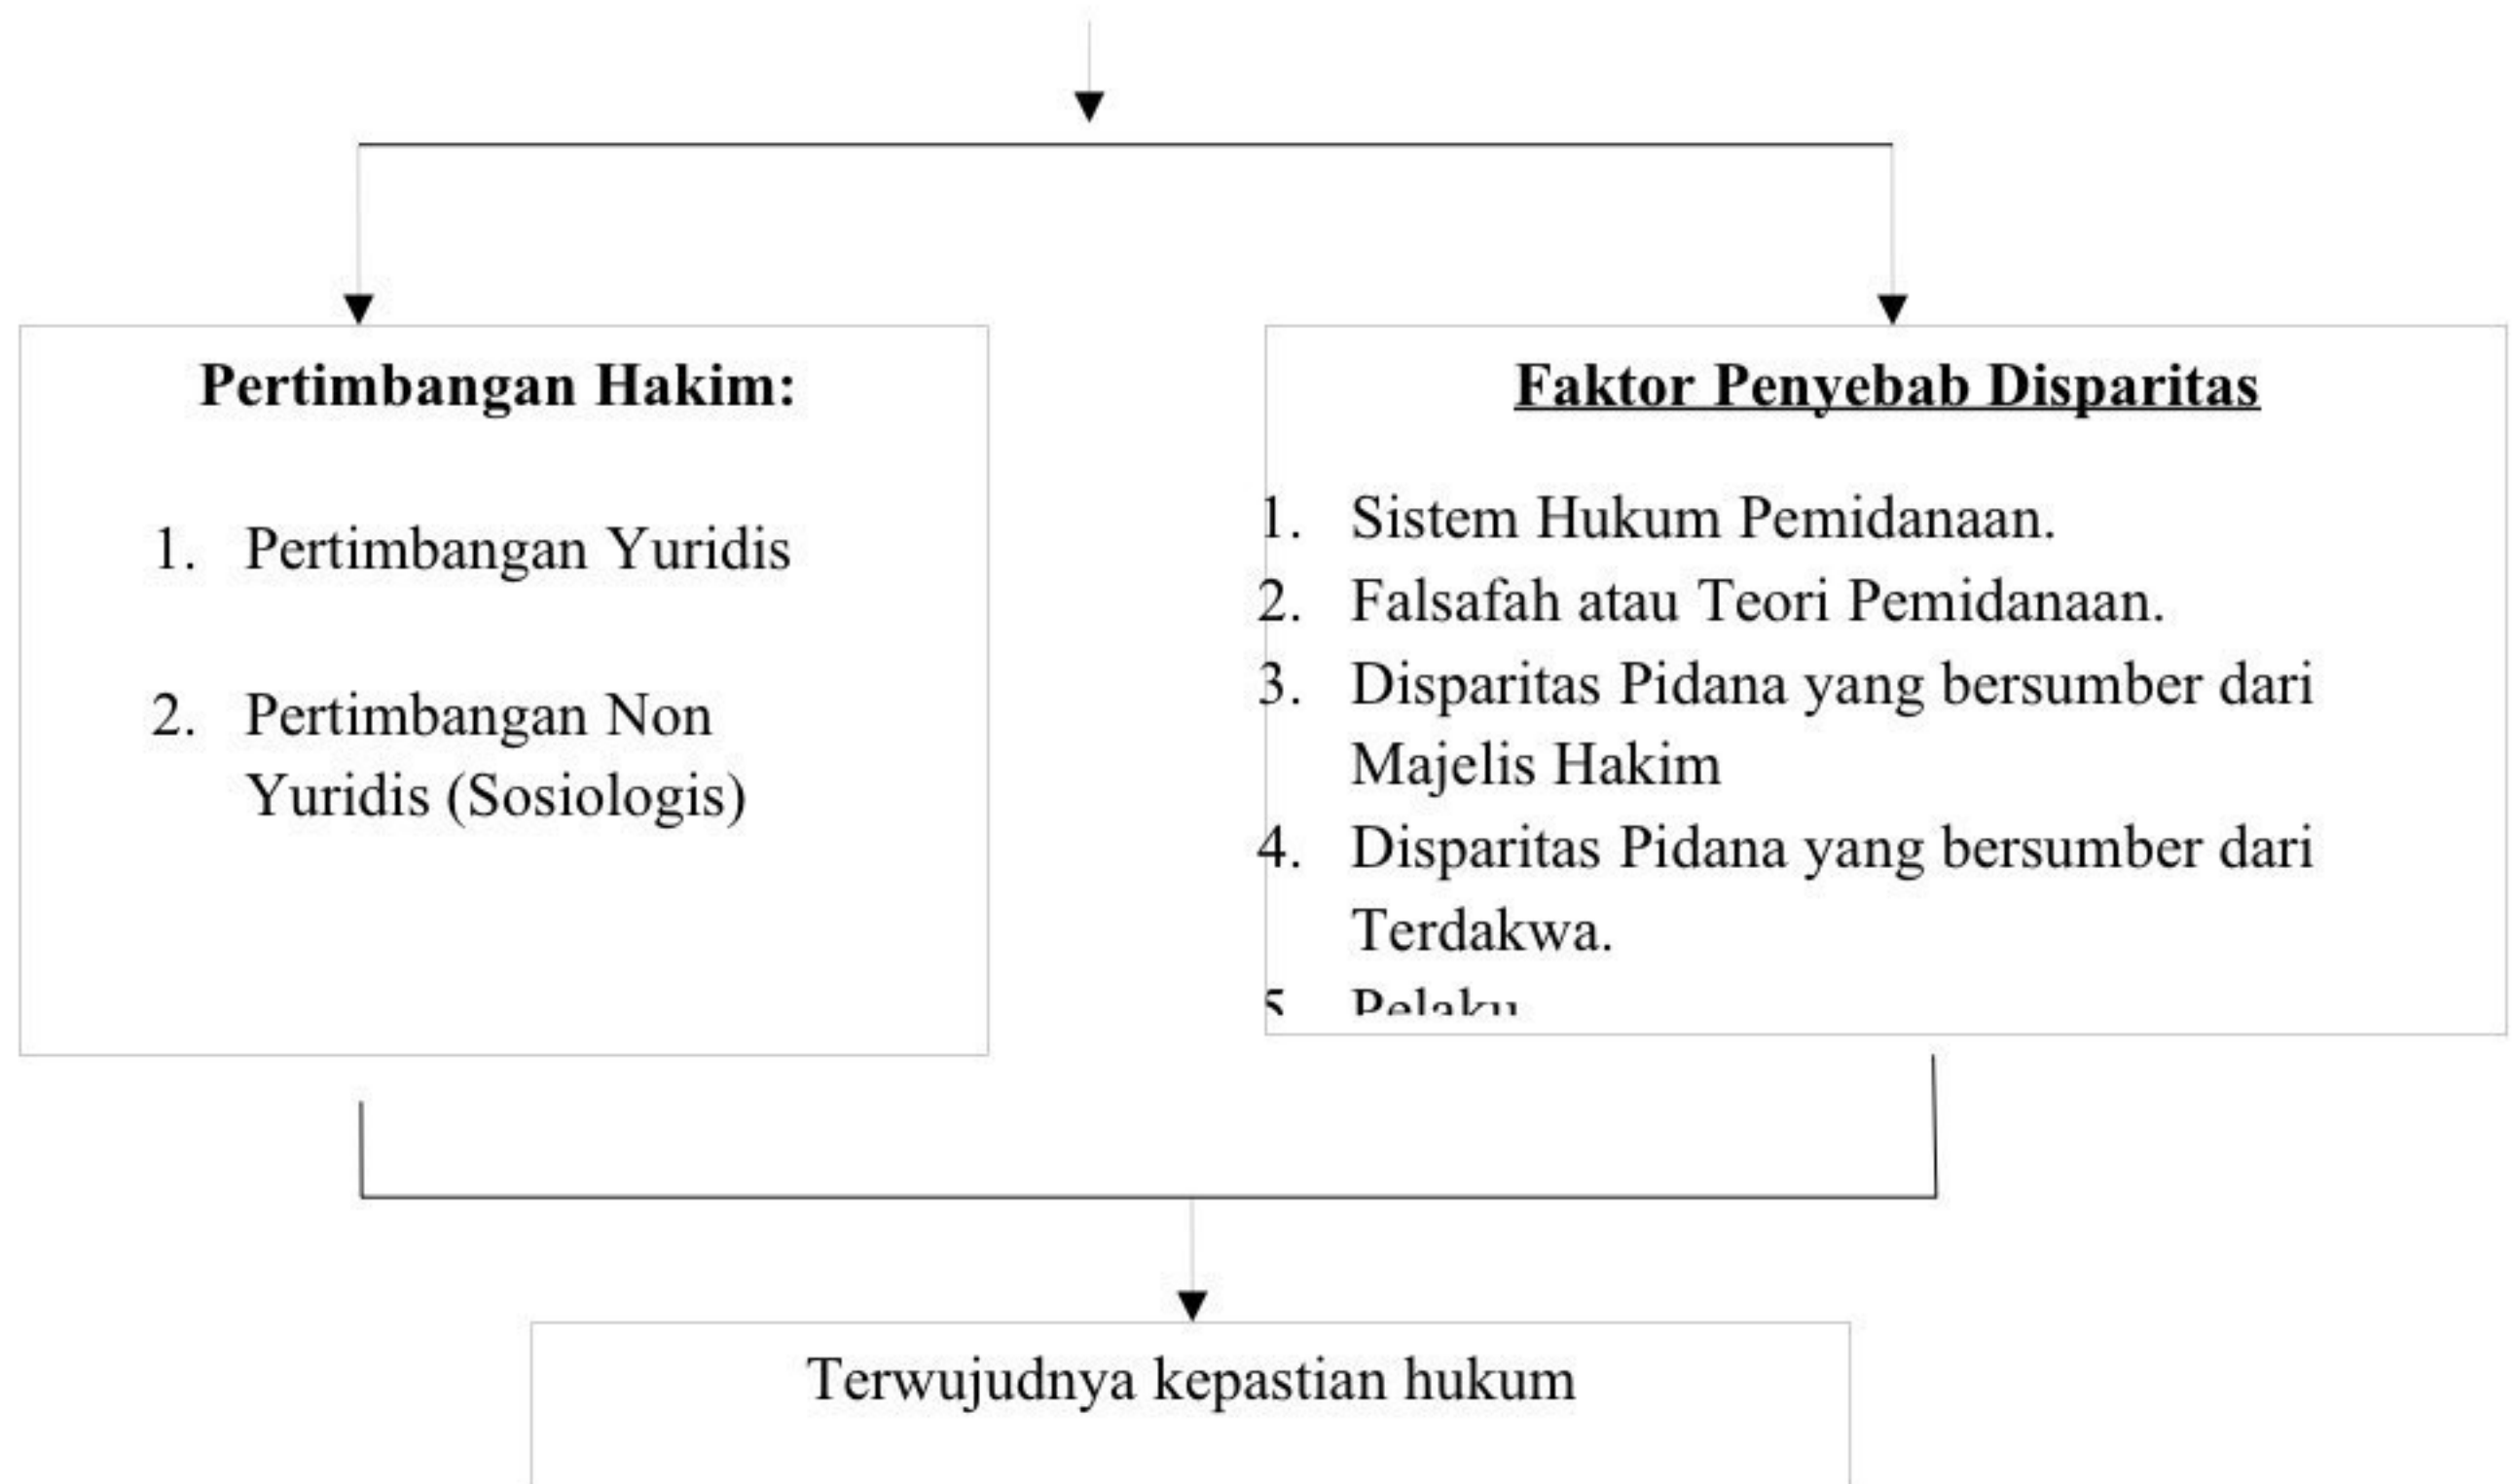 Pertimbangan Hakim:
1. Pertimbangan Yuridis
2. Pertimbangan Non
Yuridis (Sosiologis)
Faktor Penyebab Disparitas
1. Sistem Hukum Pemidanaan.
2. Falsafah atau Teori Pemidanaan.
3. Disparitas Pidana yang bersumber dari
Majelis Hakim
4. Disparitas Pidana yang bersumber dari
Terdakwa.
5 Pelaku
Terwujudnya kepastian hukum